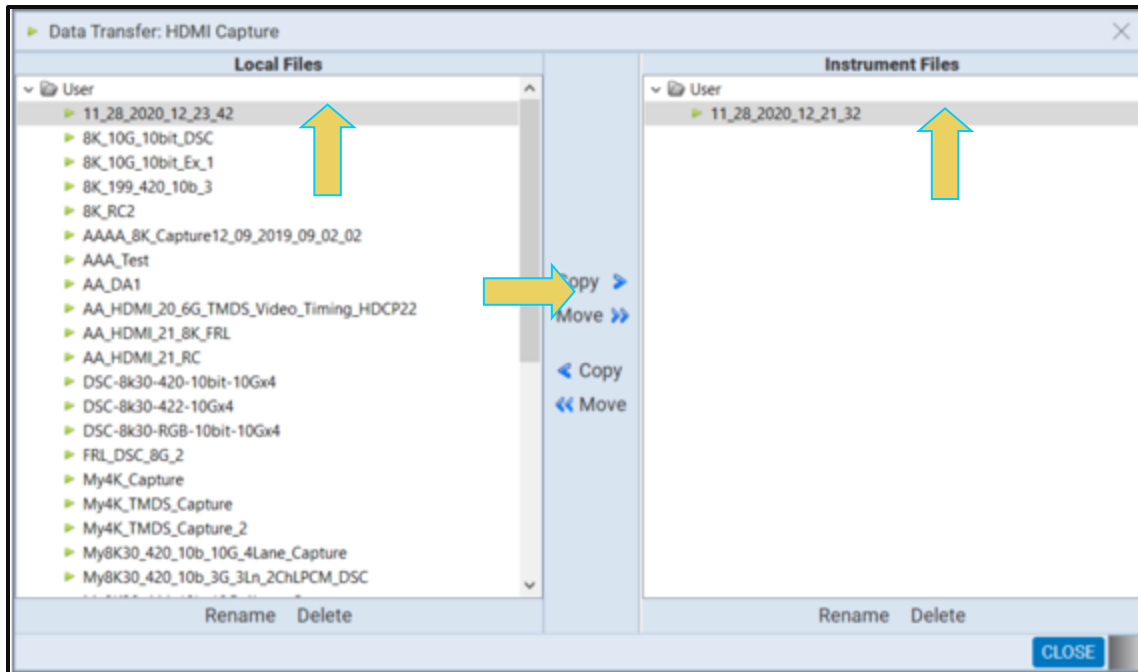 Data Transfer: HDMI Capture
Local Files
User
11_28_2020_12_23_42
8K_10G_10bit_DSC
8K_10G_10bit_Ex_1
8K_199_420_10b_3
8K_RC2
AAAA_8K_Capture12_09_2019_09_02_02
AAA_Test
AA_DA1
AA_HDMI_20_6G_TMDS_Video_Timing_HDCP22
AA_HDMI_21_8K_FRL
AA_HDMI_21_RC
DSC-8k30-420-10bit-10Gx4
DSC-8k30-422-10Gx4
DSC-8k30-RGB-10bit-10Gx4
FRL_DSC_8G_2
My4K_Capture
My4K_TMDS_Capture
My4K_TMDS_Capture_2
My8K30_420_10b_10G_4Lane_Capture
My8K30_420_10b_3G_3Ln_2ChLPCM_DSC
Rename Delete
Copy
Move
Copy
Move
Instrument Files
User
11_28_2020_12_21_32
Rename Delete
CLOSE